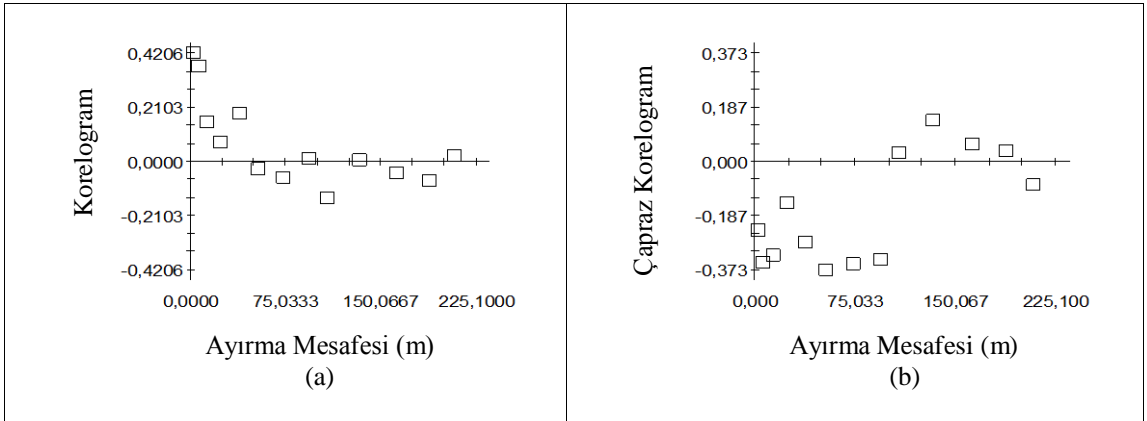 Korelogram
0,4206
0,2103
0,0000
-0,2103
-0,4206
0,0000 75,0333 150,0667 225,1000
Ayırma Mesafesi (m)
(a)
Çapraz Korelogram
0,373
0,187
0,000
-0,187
-0,373
0,000 75,033 150,067 225,100
Ayırma Mesafesi (m)
(b)